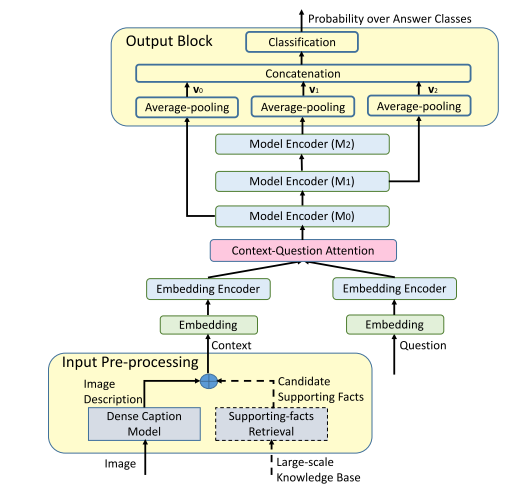 Probability over Answer Classes
Output Block
Classification
Concatenation
v0
v1
v2
Average-pooling
Average-pooling
Average-pooling
Model Encoder (M2)
Model Encoder (M1)
Model Encoder (M0)
Context-Question Attention
Embedding Encoder
Embedding Encoder
Embedding
Embedding
Context
Question
Input Pre-processing
Image
Description
Candidate
Supporting Facts
Dense Caption
Model
Supporting-facts
Retrieval
Image
Large-scale
Knowledge Base